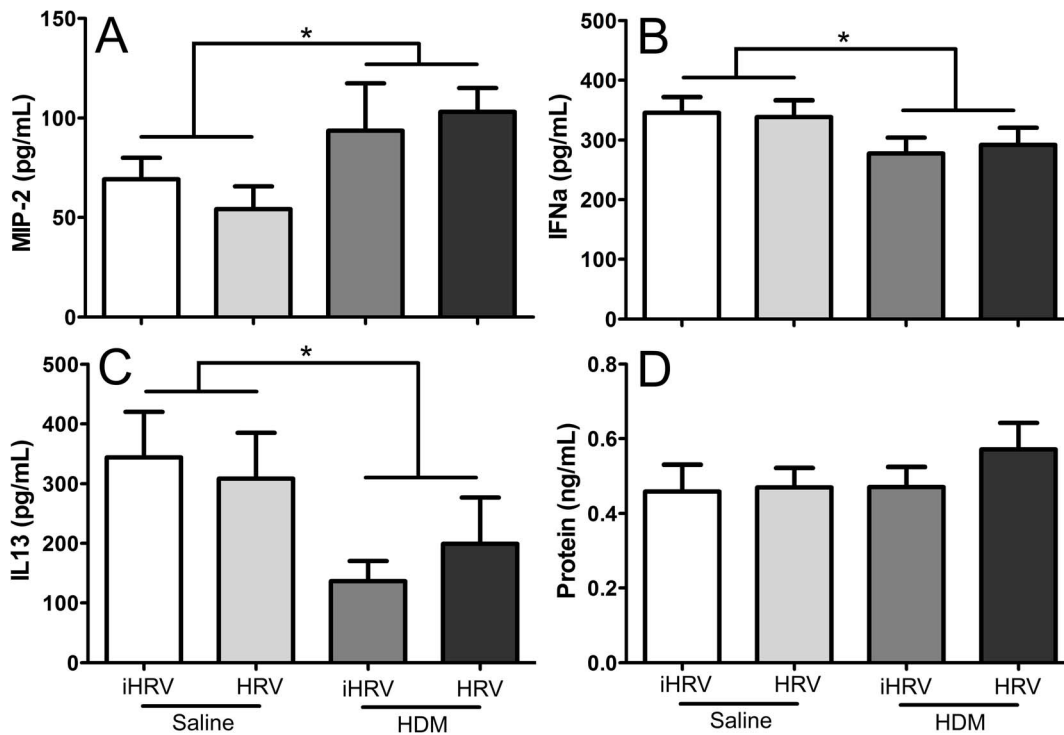 A
MIP-2 (pg/mL)
150
100
50
0
*
B
IFNa (pg/mL)
500
400
300
200
100
0
*
C
IL13 (pg/mL)
500
400
300
200
100
0
*
iHRV HRV iHRV HRV
Saline HDM
D
Protein (ng/mL)
0.8
0.6
0.4
0.2
0.0
iHRV HRV iHRV HRV
Saline HDM